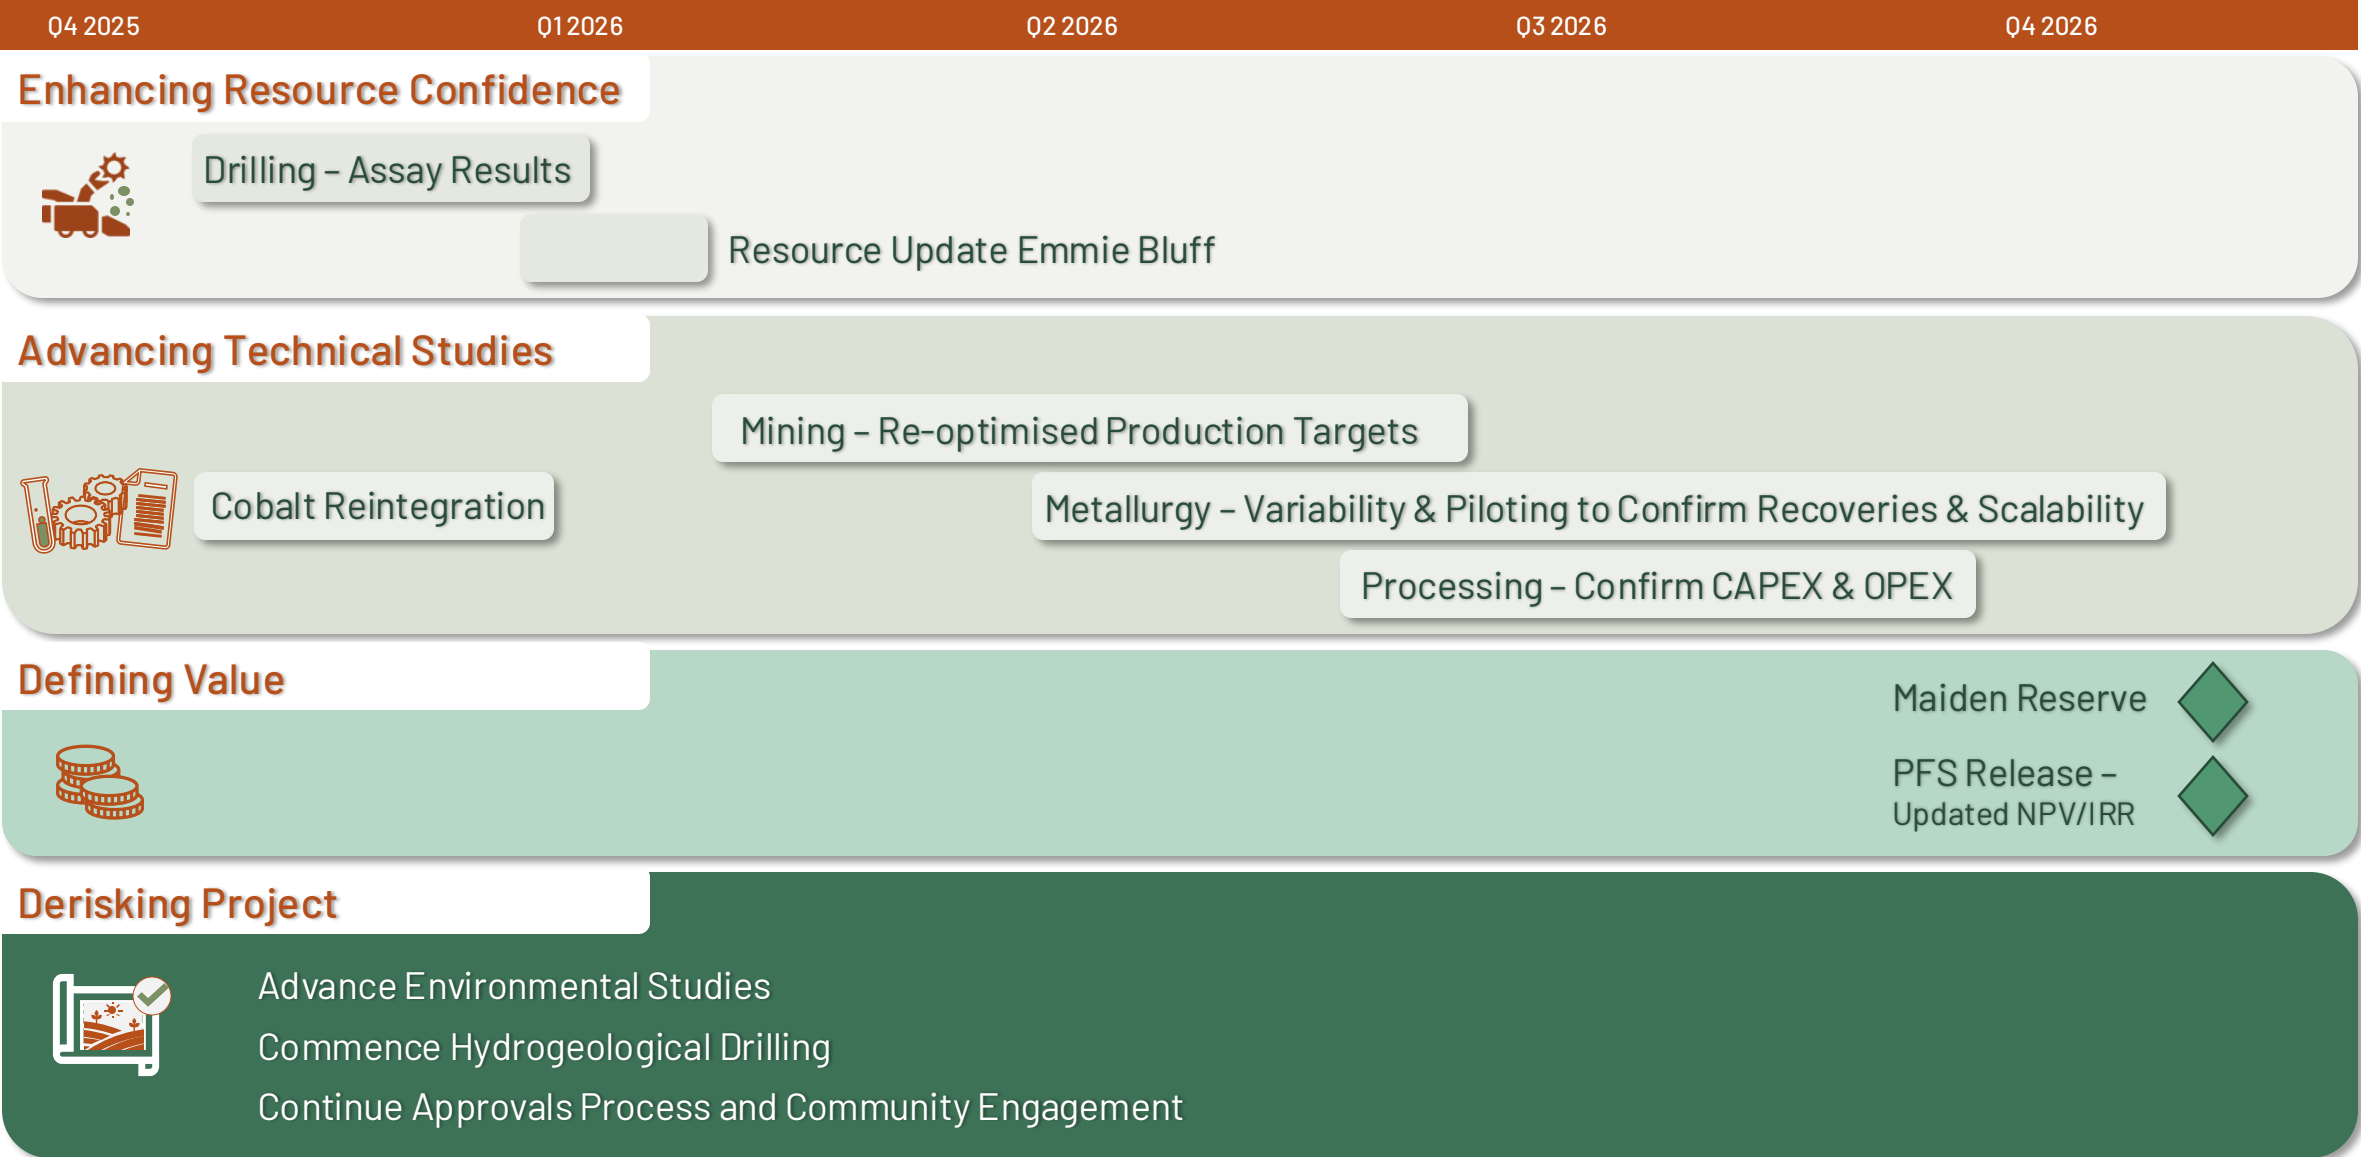 Q4 2025 Q1 2026 Q2 2026 Q3 2026 Q4 2026
Enhancing Resource Confidence
Drilling – Assay Results
Resource Update Emmie Bluff
Advancing Technical Studies
Mining – Re-optimised Production Targets
Cobalt Reintegration
Metallurgy – Variability & Piloting to Confirm Recoveries & Scalability
Processing – Confirm CAPEX & OPEX
Defining Value
Maiden Reserve
PFS Release –
Updated NPV/IRR
Derisking Project
Advance Environmental Studies
Commence Hydrogeological Drilling
Continue Approvals Process and Community Engagement